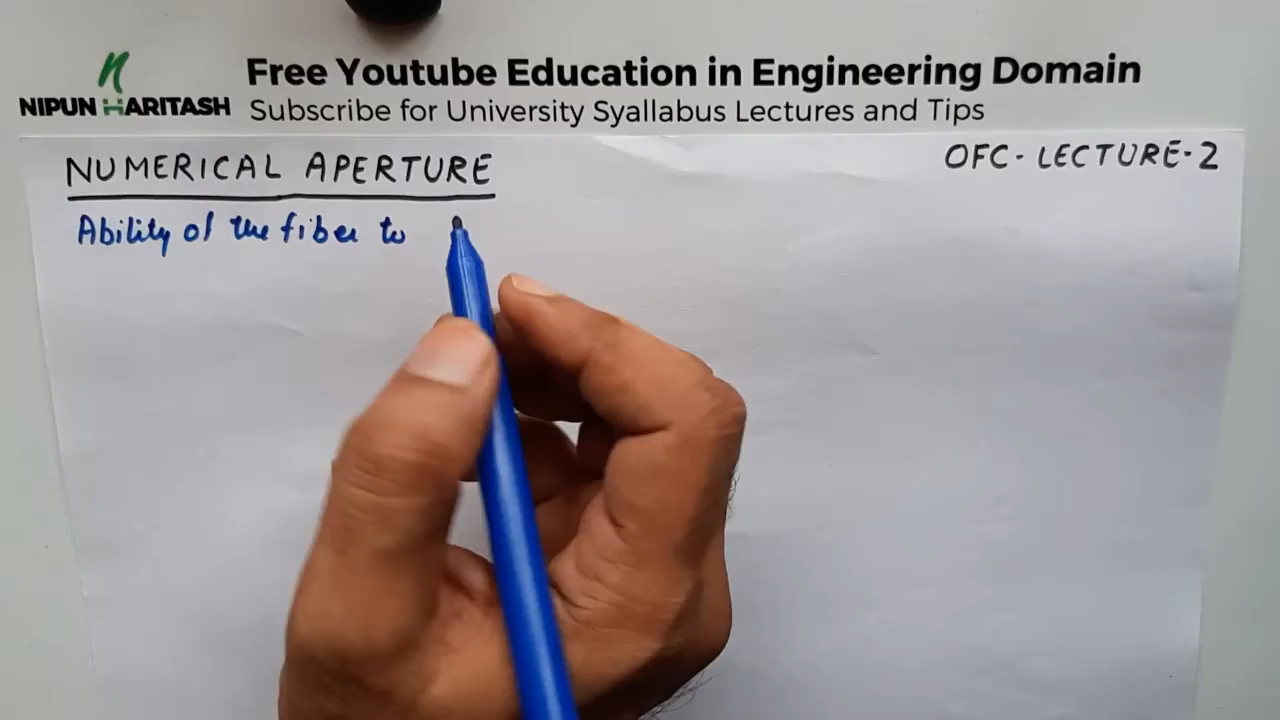 n
NIPUN HARITASH
Free Youtube Education in Engineering Domain
Subscribe for University Syallabus Lectures and Tips
NUMERICAL APERTURE
OFC - LECTURE - 2
Ability of the fiber to